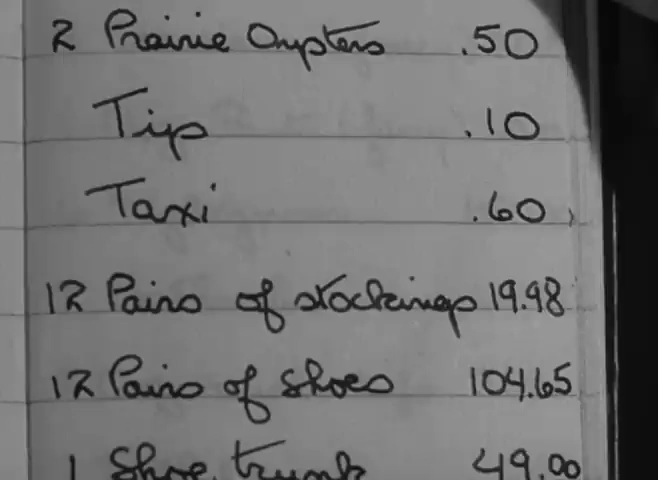 2 Prairie Oysters .50
Tip .10
Taxi .60
12 Pairs of stockings 19.98
12 Pairs of shoes 104.65
1 Shoe trunk 49.00